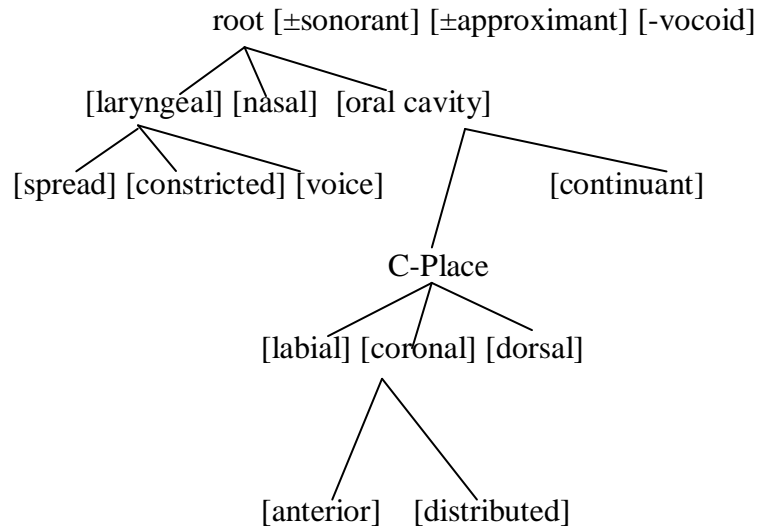 root [±sonorant] [±approximant] [-vocoid]
[laryngeal] [nasal] [oral cavity]
[spread] [constricted] [voice] [continuant]
C-Place
[labial] [coronal] [dorsal]
[anterior] [distributed]